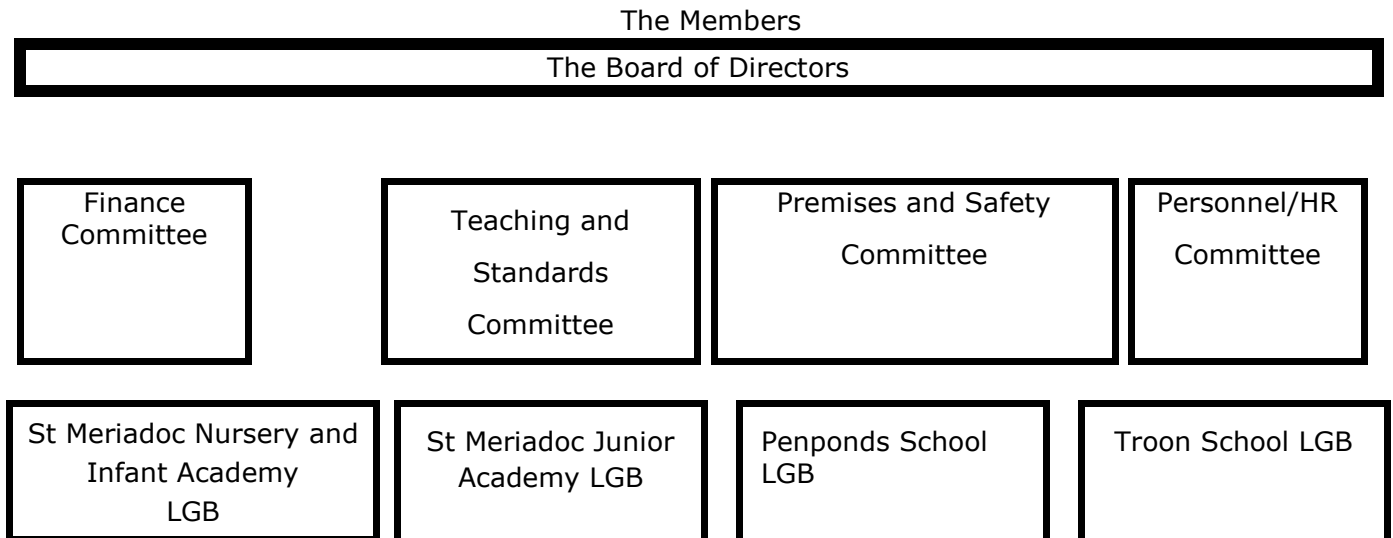 The Members
The Board of Directors
Finance
Committee
Teaching and
Standards
Committee
Premises and Safety
Committee
Personnel/HR
Committee
St Meriadoc Nursery and
Infant Academy
LGB
St Meriadoc Junior
Academy LGB
Penponds School
LGB
Troon School LGB